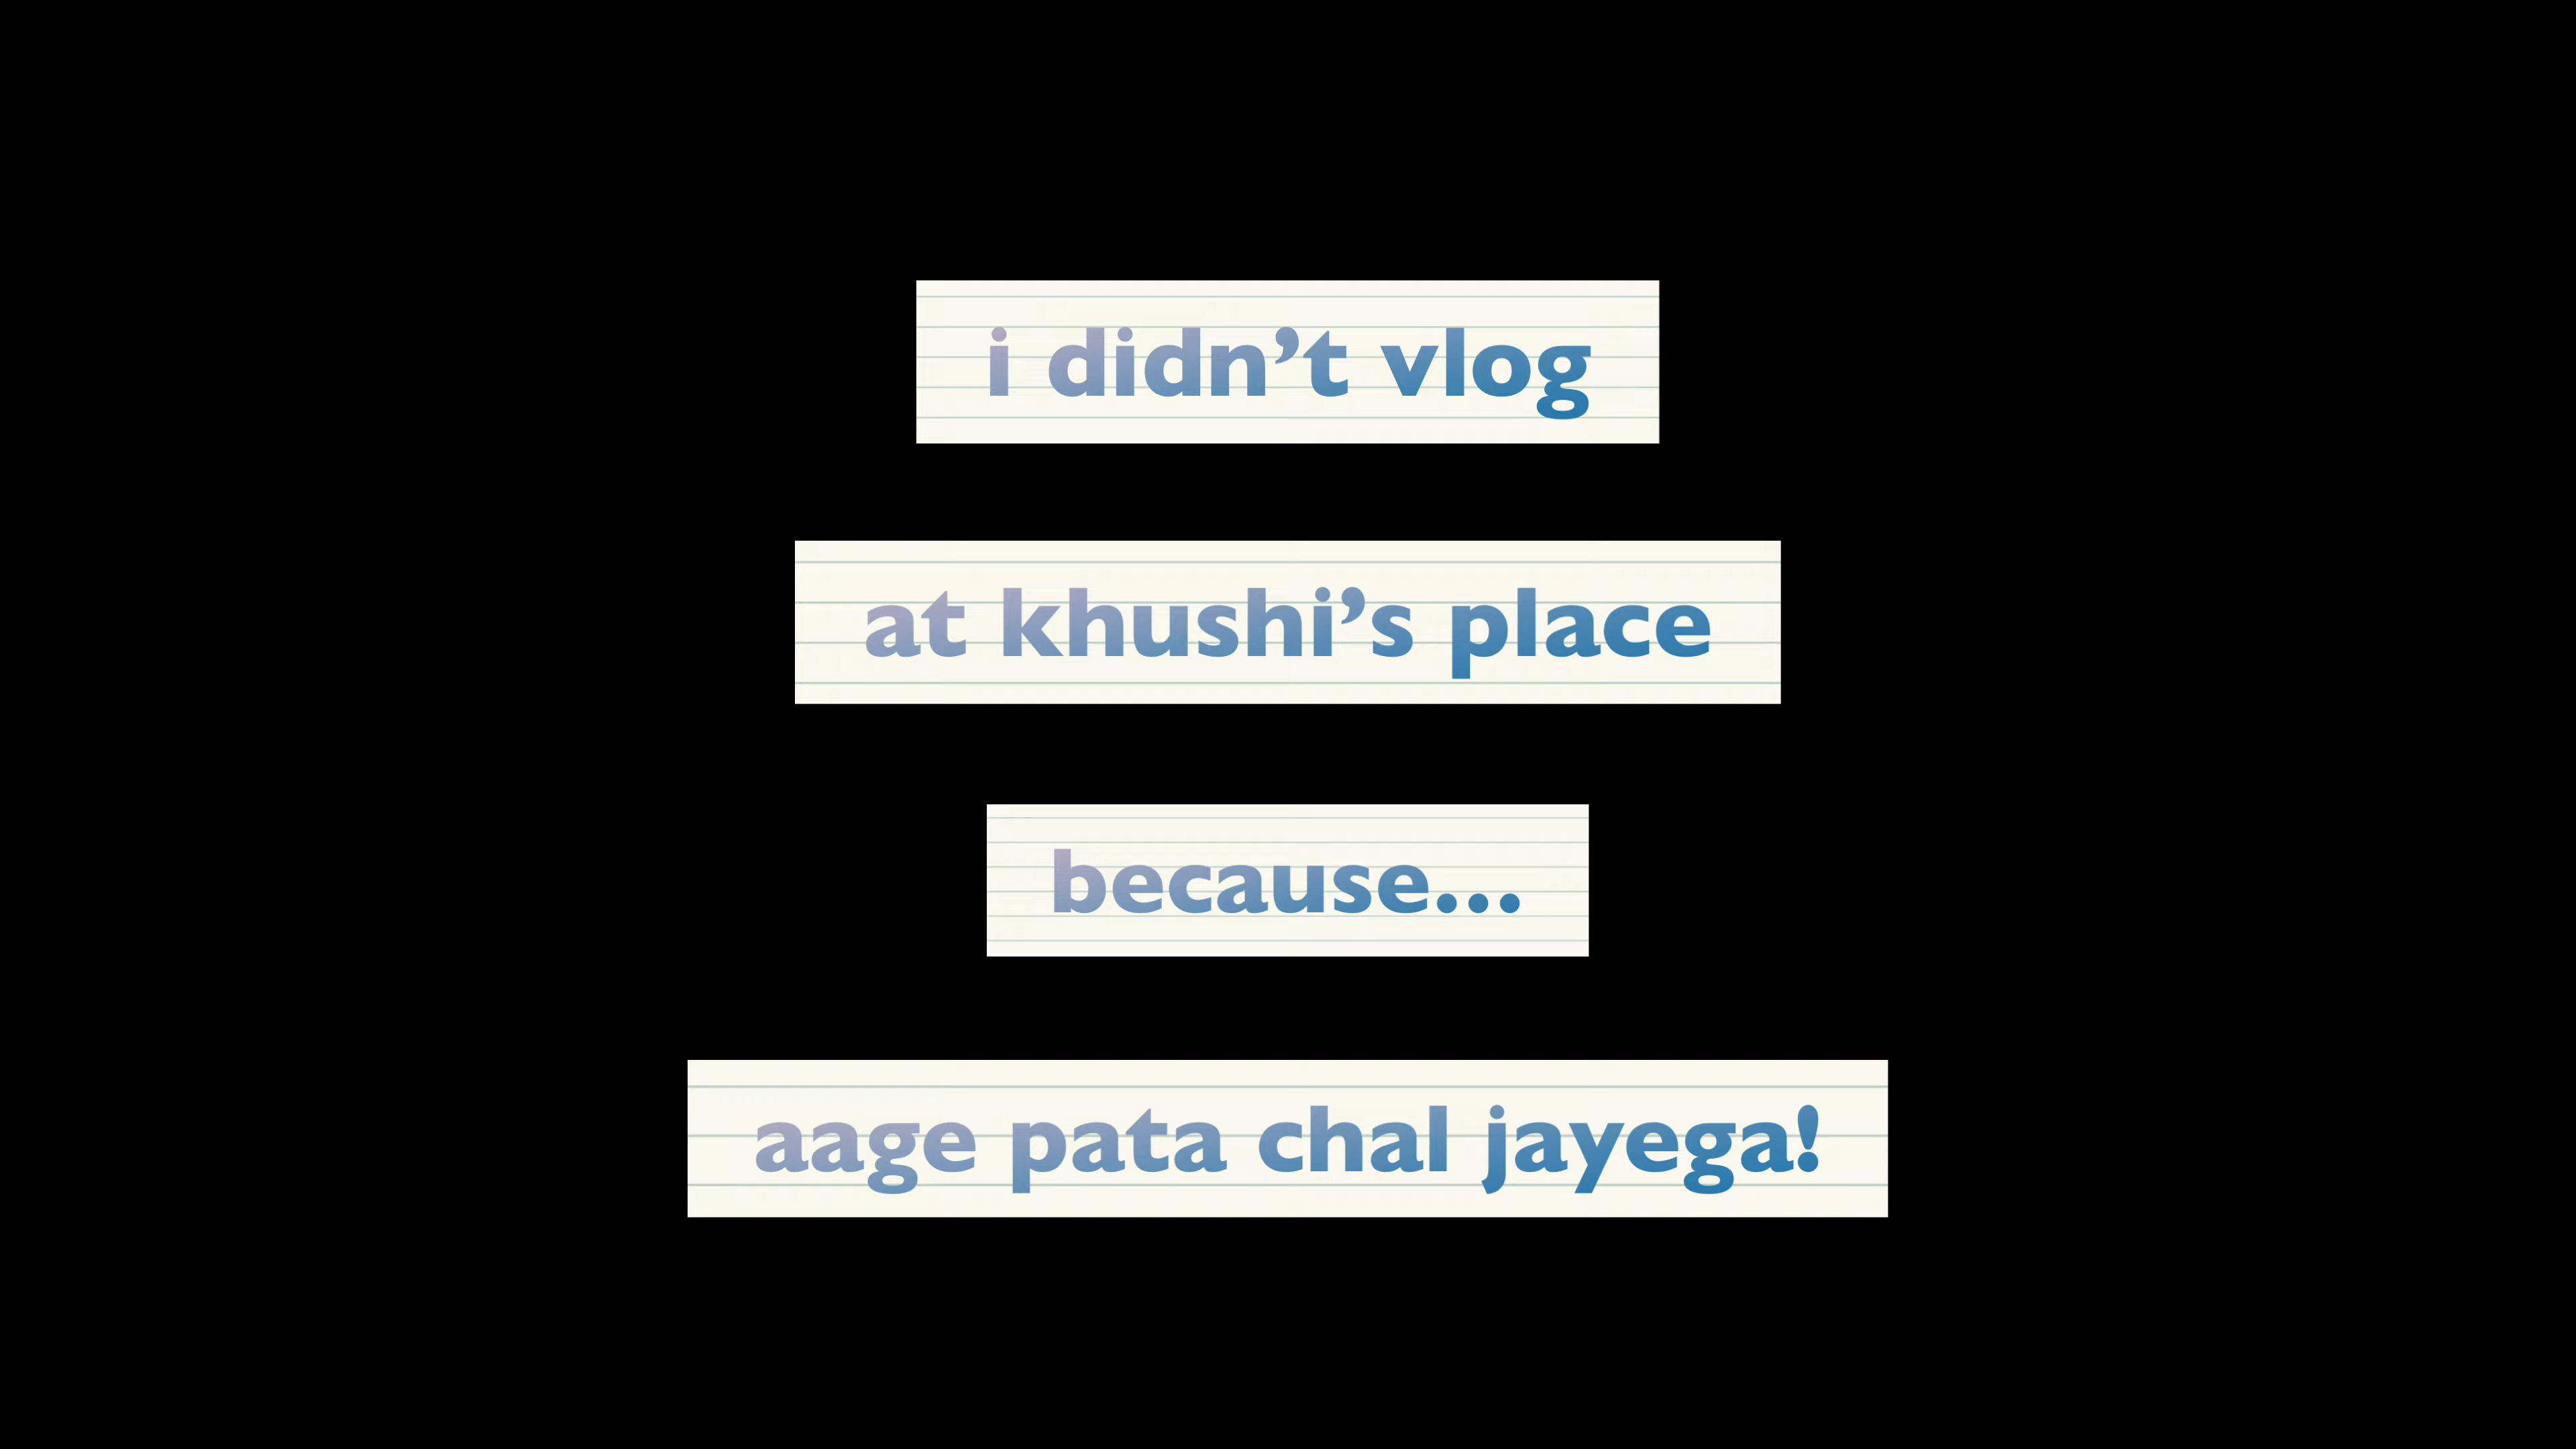 i didn’t vlog
at khushi’s place
because...
aage pata chal jayega!